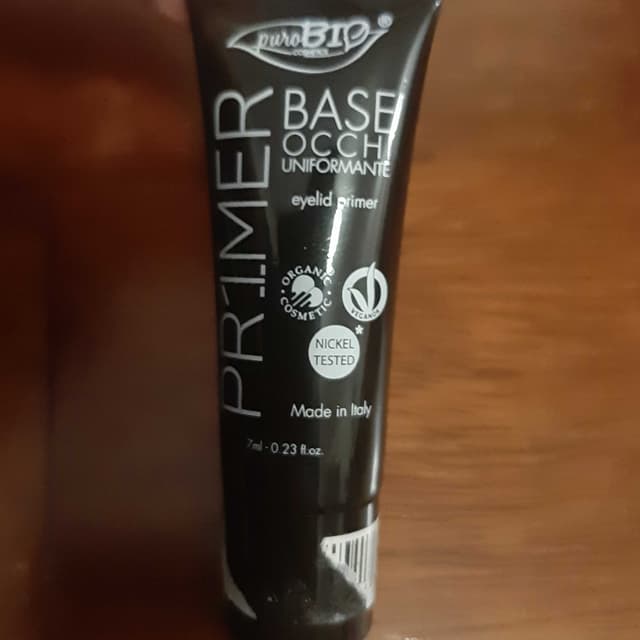 puroBIO®
COSMETICS
PR1MER
BASE
OCCHI
UNIFORMANTE
eyelid primer
ORGANIC
COSMETIC
VEGANOK
NICKEL
TESTED
*
Made in Italy
7ml - 0.23 fl.oz.